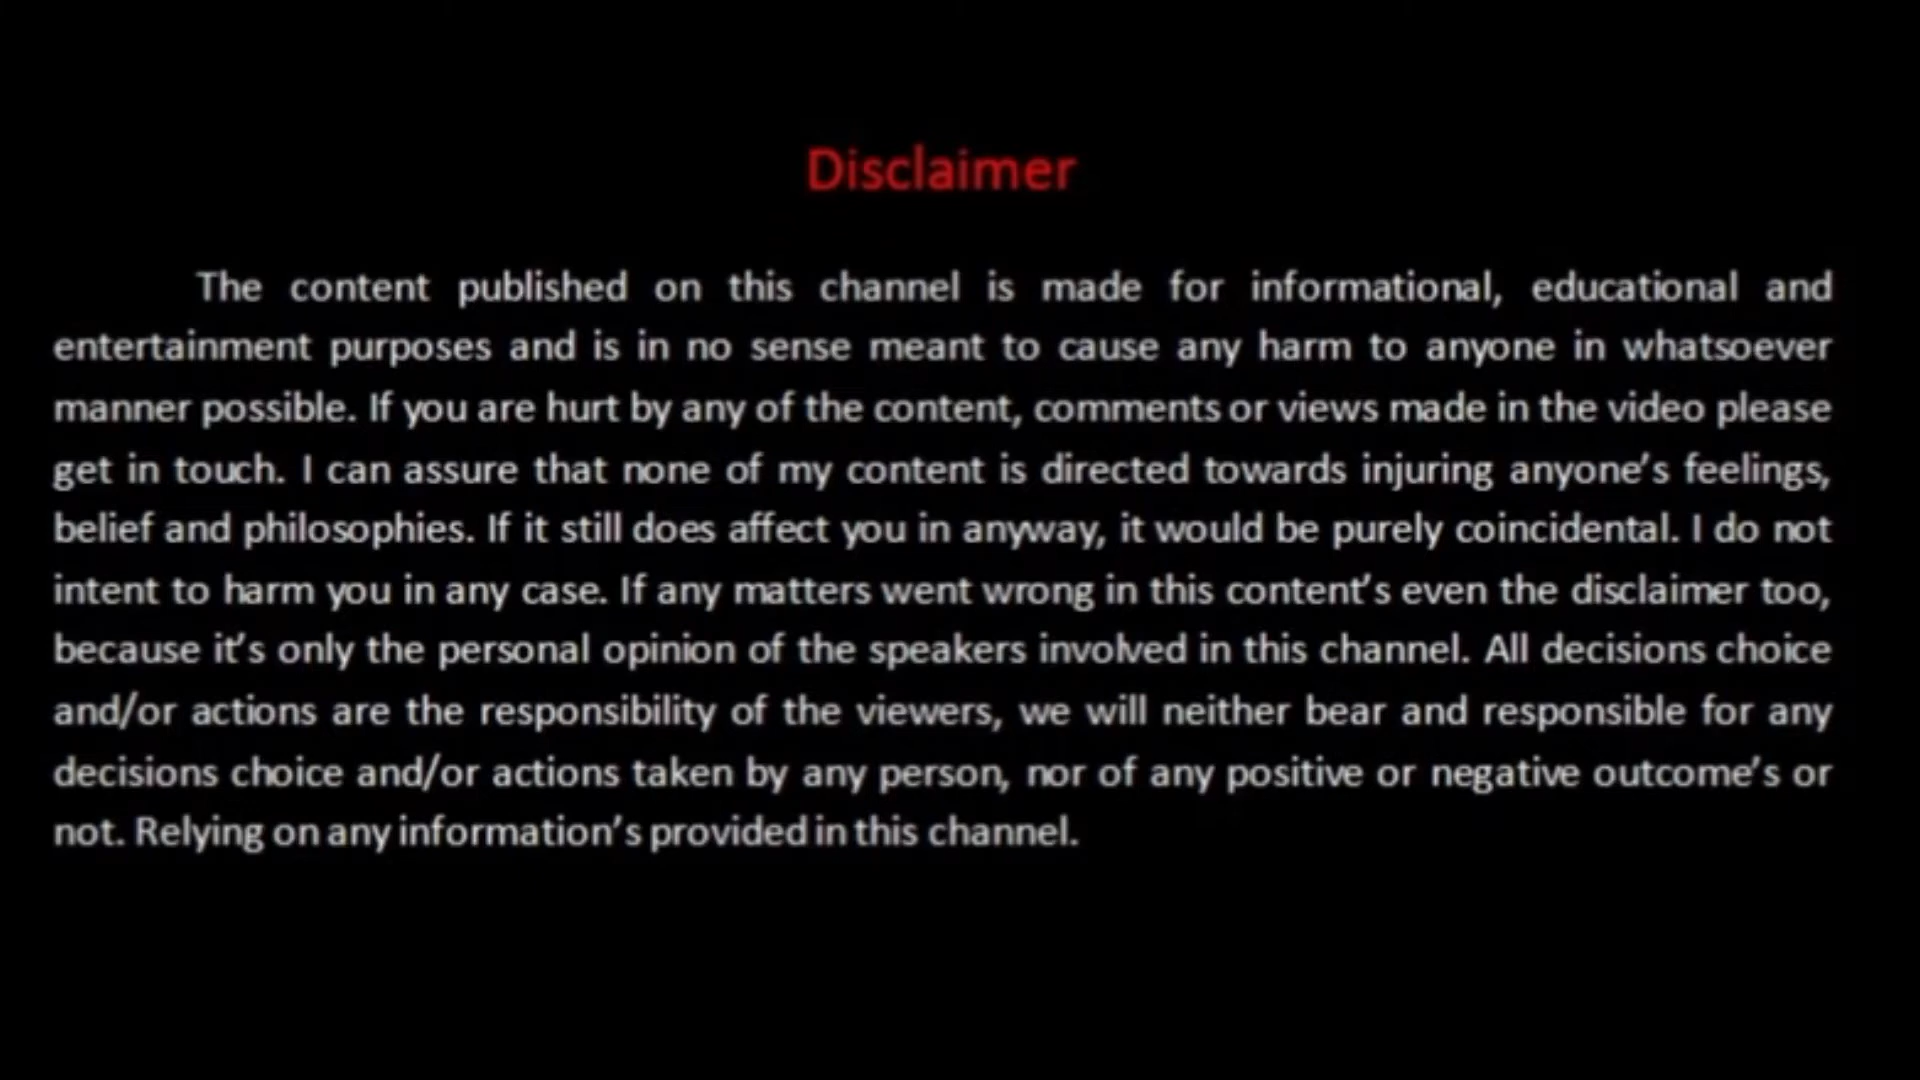 Disclaimer
The content published on this channel is made for informational, educational and
entertainment purposes and is in no sense meant to cause any harm to anyone in whatsoever
manner possible. If you are hurt by any of the content, comments or views made in the video please
get in touch. I can assure that none of my content is directed towards injuring anyone’s feelings,
belief and philosophies. If it still does affect you in anyway, it would be purely coincidental. I do not
intent to harm you in any case. If any matters went wrong in this content’s even the disclaimer too,
because it’s only the personal opinion of the speakers involved in this channel. All decisions choice
and/or actions are the responsibility of the viewers, we will neither bear and responsible for any
decisions choice and/or actions taken by any person, nor of any positive or negative outcome’s or
not. Relying on any information’s provided in this channel.